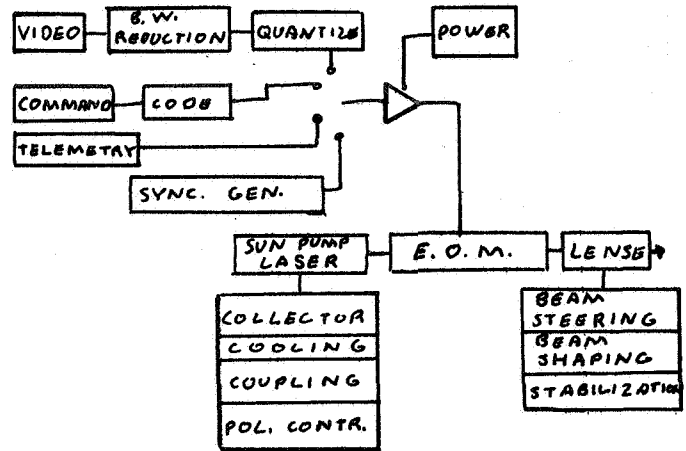 VIDEO
B.W.
REDUCTION
QUANTIZE
POWER
COMMAND
CODE
TELEMETRY
SYNC. GEN.
SUN PUMP
LASER
E. O. M.
LENSE
COLLECTOR
COOLING
COUPLING
POL. CONTR.
BEAM
STEERING
BEAM
SHAPING
STABILIZATION